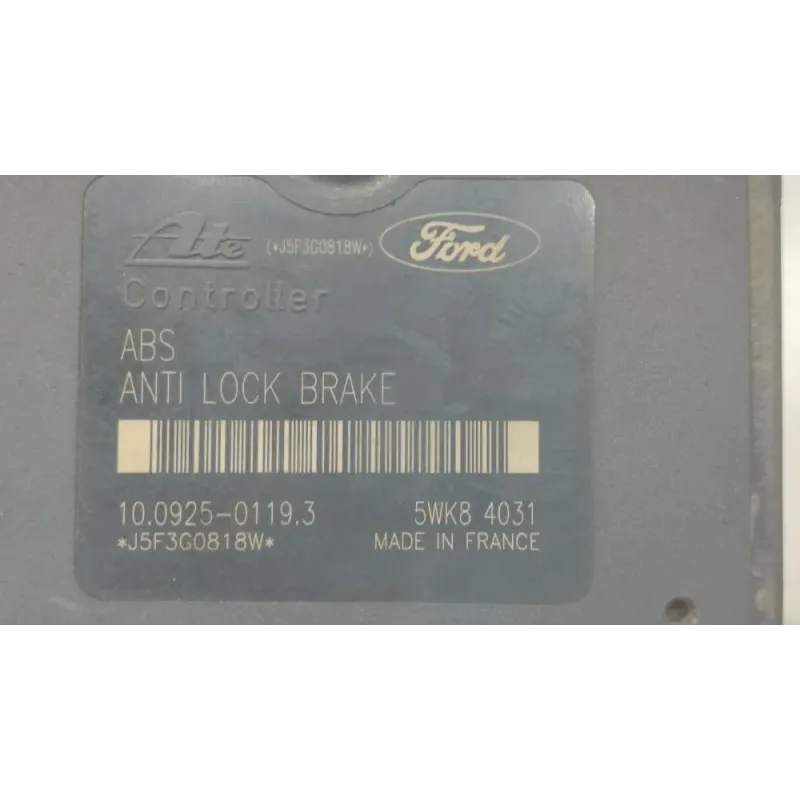 Ate (*J5F3G0818W*) Ford
Controller
ABS
ANTI LOCK BRAKE
10.0925-0119.3 5WK8 4031
*J5F3G0818W* MADE IN FRANCE